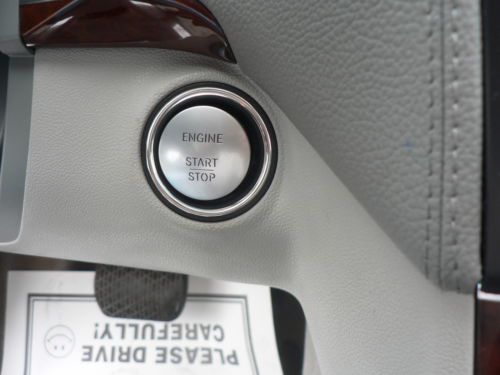 ENGINE
START
STOP
PLEASE DRIVE
CAREFULLY!